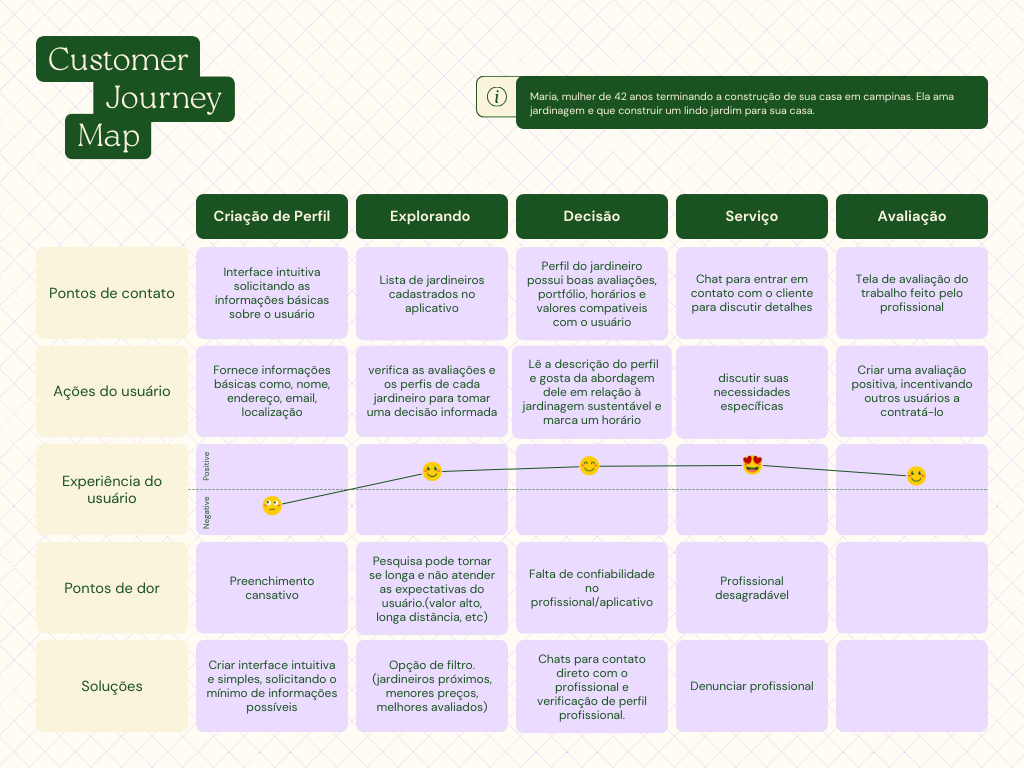 Customer
Journey
Map
i
Maria, mulher de 42 anos terminando a construção de sua casa em campinas. Ela ama
jardinagem e que construir um lindo jardim para sua casa.
Criação de Perfil
Explorando
Decisão
Serviço
Avaliação
Pontos de contato
Interface intuitiva
solicitando as
informações básicas
sobre o usuário
Lista de jardineiros
cadastrados no
aplicativo
Perfil do jardineiro
possui boas avaliações,
portfólio, horários e
valores compativeis
com o usuário
Chat para entrar em
contato com o cliente
para discutir detalhes
Tela de avaliação do
trabalho feito pelo
profissional
Ações do usuário
Fornece informações
básicas como, nome,
endereço, email,
localização
verifica as avaliações e
os perfis de cada
jardineiro para tomar
uma decisão informada
Lê a descrição do perfil
e gosta da abordagem
dele em relação à
jardinagem sustentável e
marca um horário
discutir suas
necessidades
específicas
Criar uma avaliação
positiva, incentivando
outros usuários a
contratá-lo
Experiência do
usuário
Positive
Negative
Pontos de dor
Preenchimento
cansativo
Pesquisa pode tornar
se longa e não atender
as expectativas do
usuário.(valor alto,
longa distância, etc)
Falta de confiabilidade
no
profissional/aplicativo
Profissional
desagradável
Soluções
Criar interface intuitiva
e simples, solicitando o
mínimo de informações
possíveis
Opção de filtro.
(jardineiros próximos,
menores preços,
melhores avaliados)
Chats para contato
direto com o
profissional e
verificação de perfil
profissional.
Denunciar profissional